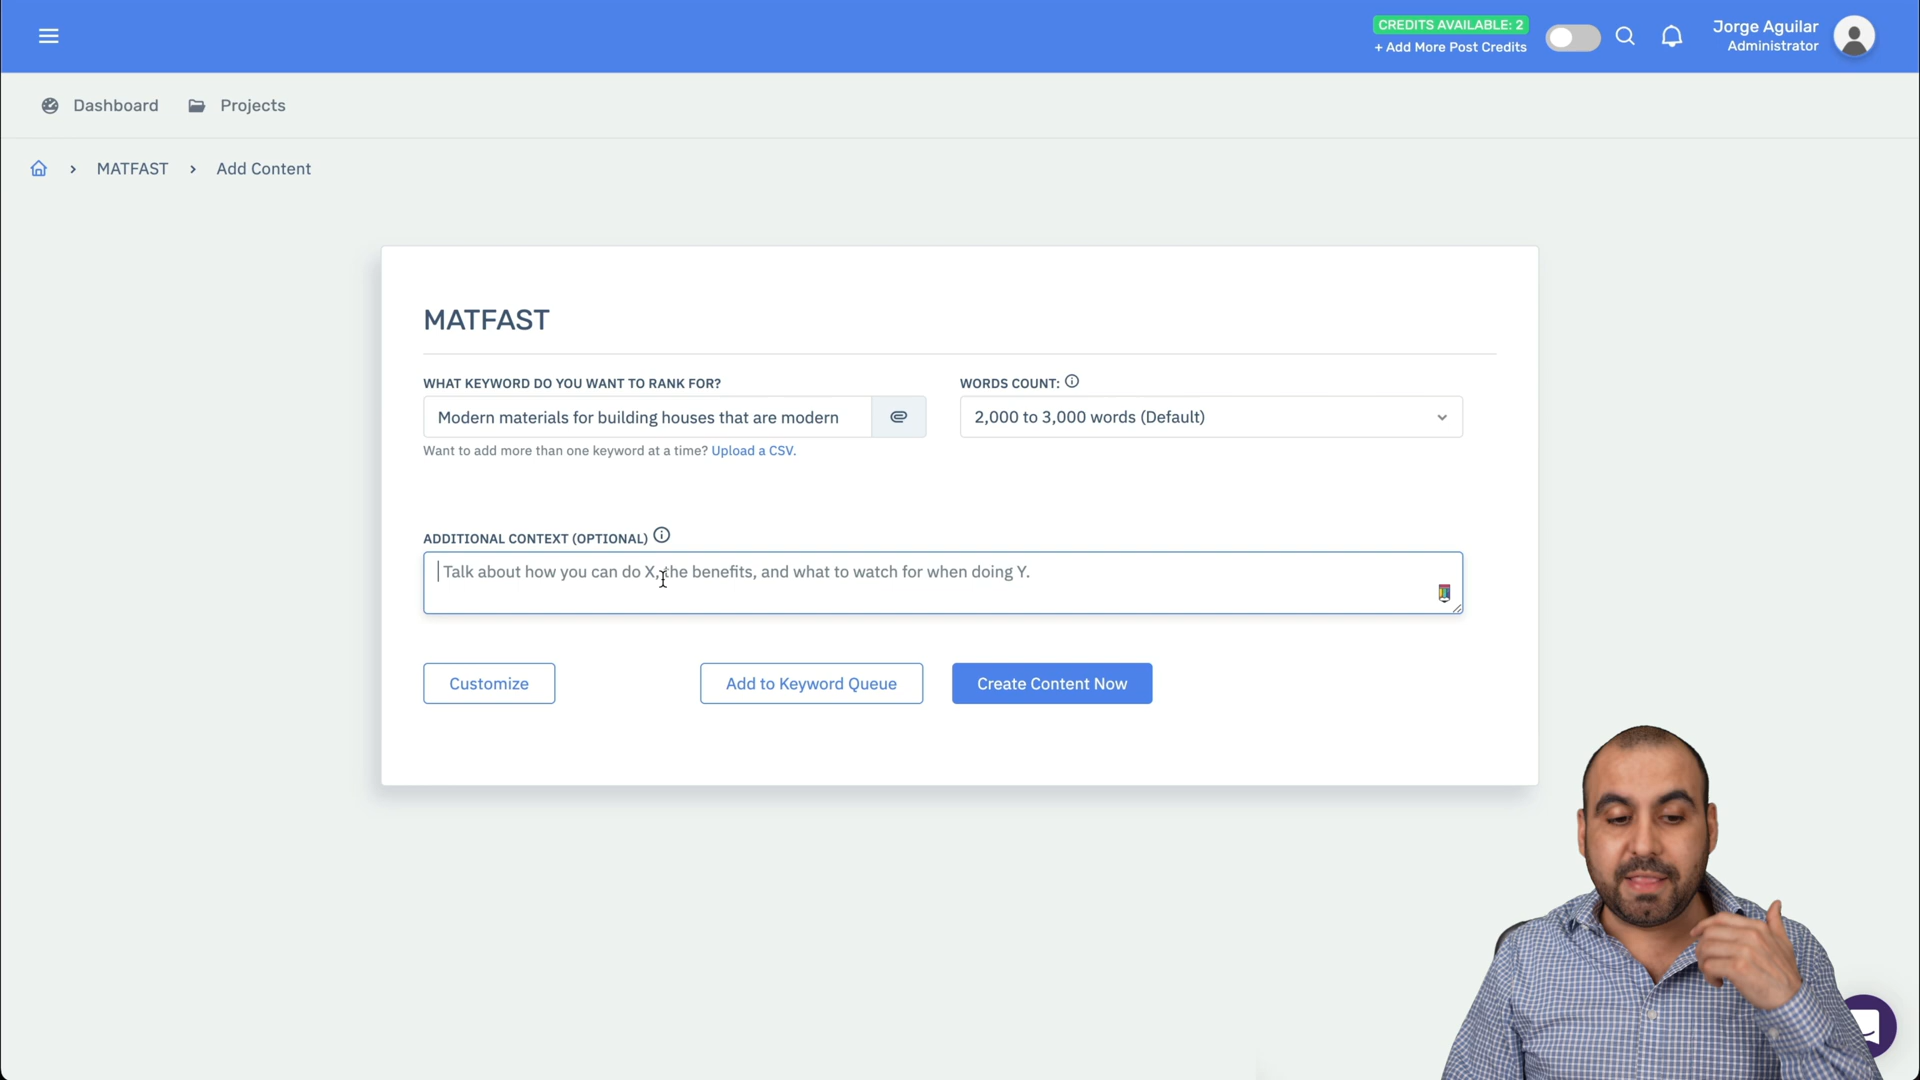 CREDITS AVAILABLE: 2
+ Add More Post Credits
Jorge Aguilar
Administrator
Dashboard
Projects
MATFAST
Add Content
MATFAST
WHAT KEYWORD DO YOU WANT TO RANK FOR?
WORDS COUNT:
Modern materials for building houses that are modern
2,000 to 3,000 words (Default)
Want to add more than one keyword at a time? Upload a CSV.
ADDITIONAL CONTEXT (OPTIONAL)
Talk about how you can do X, the benefits, and what to watch for when doing Y.
Customize
Add to Keyword Queue
Create Content Now